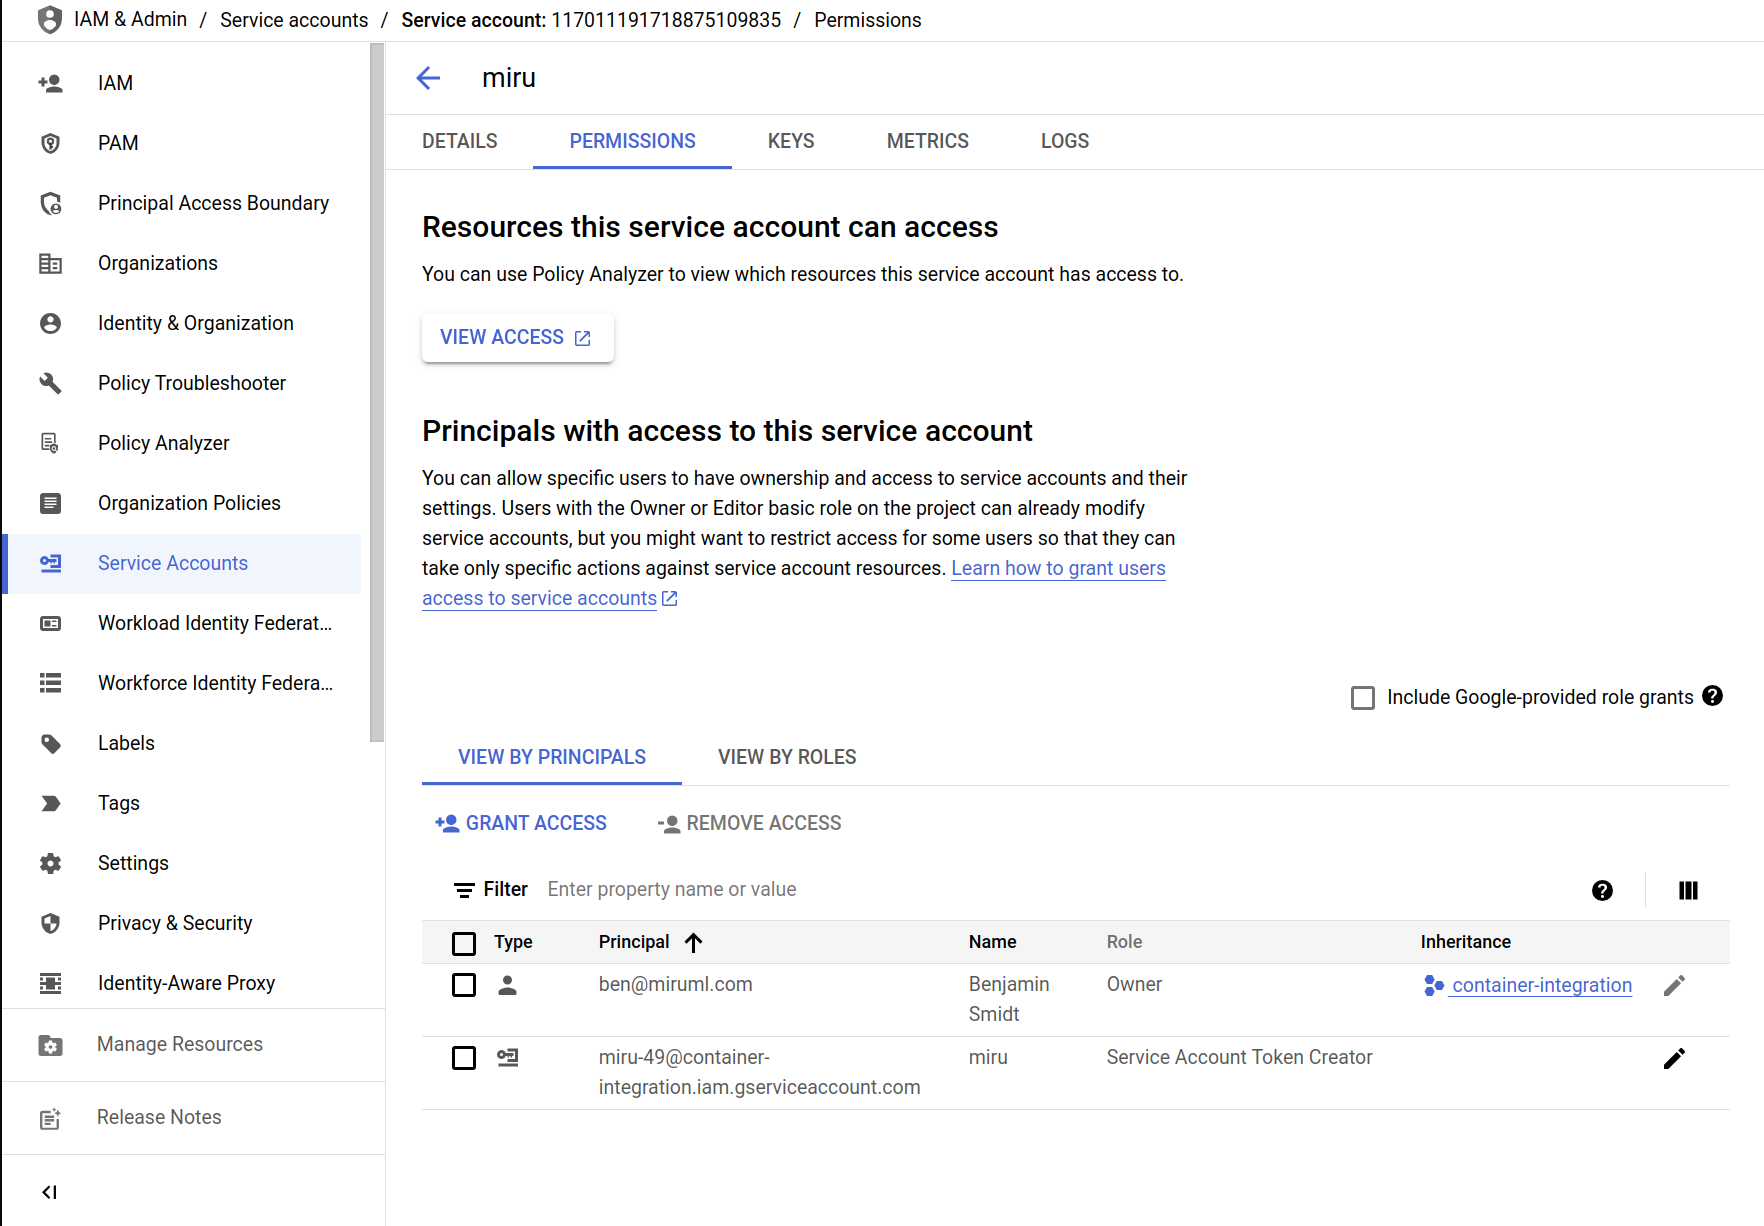 IAM & Admin / Service accounts / Service account: 117011191718875109835 / Permissions
IAM
PAM
Principal Access Boundary
Organizations
Identity & Organization
Policy Troubleshooter
Policy Analyzer
Organization Policies
Service Accounts
Workload Identity Federat...
Workforce Identity Federa...
Labels
Tags
Settings
Privacy & Security
Identity-Aware Proxy
Manage Resources
Release Notes
miru
DETAILS PERMISSIONS KEYS METRICS LOGS
Resources this service account can access
You can use Policy Analyzer to view which resources this service account has access to.
VIEW ACCESS
Principals with access to this service account
You can allow specific users to have ownership and access to service accounts and their
settings. Users with the Owner or Editor basic role on the project can already modify
service accounts, but you might want to restrict access for some users so that they can
take only specific actions against service account resources. Learn how to grant users
access to service accounts
Include Google-provided role grants
VIEW BY PRINCIPALS VIEW BY ROLES
GRANT ACCESS REMOVE ACCESS
Filter Enter property name or value
Type Principal Name Role Inheritance
ben@miruml.com Benjamin Owner container-integration
Smidt
miru-49@container- miru Service Account Token Creator
integration.iam.gserviceaccount.com